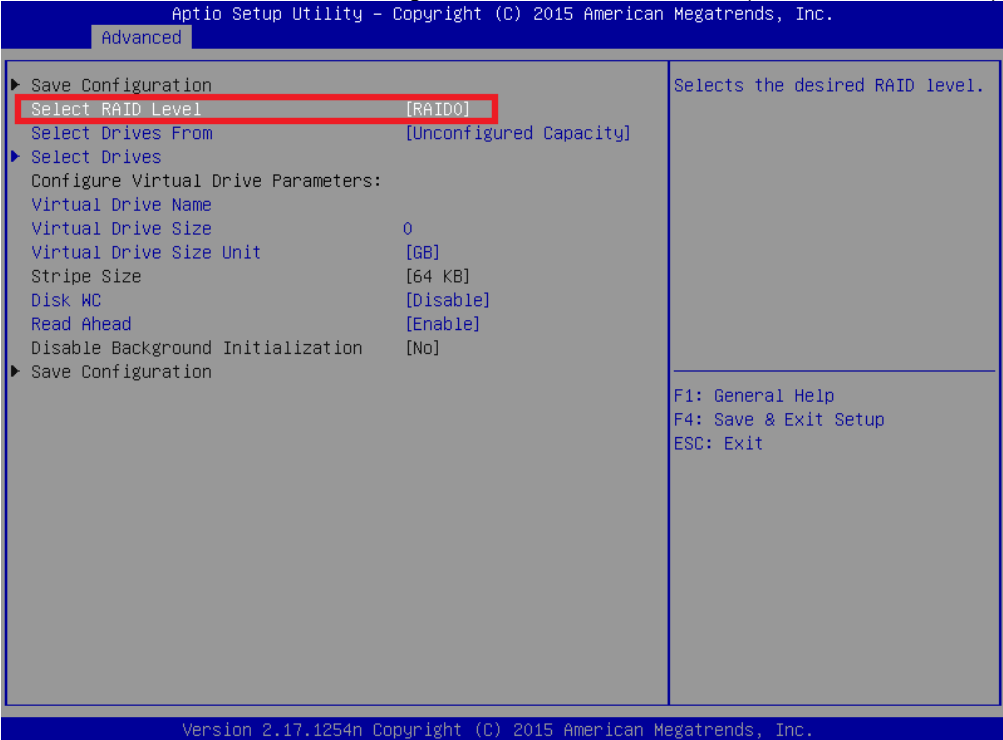 Aptio Setup Utility – Copyright (C) 2015 American Megatrends, Inc.
Advanced
Save Configuration
Select RAID Level [RAID0]
Select Drives From [Unconfigured Capacity]
Select Drives
Configure Virtual Drive Parameters:
Virtual Drive Name
Virtual Drive Size 0
Virtual Drive Size Unit [GB]
Stripe Size [64 KB]
Disk WC [Disable]
Read Ahead [Enable]
Disable Background Initialization [No]
Save Configuration
Selects the desired RAID level.
F1: General Help
F4: Save & Exit Setup
ESC: Exit
Version 2.17.1254n Copyright (C) 2015 American Megatrends, Inc.